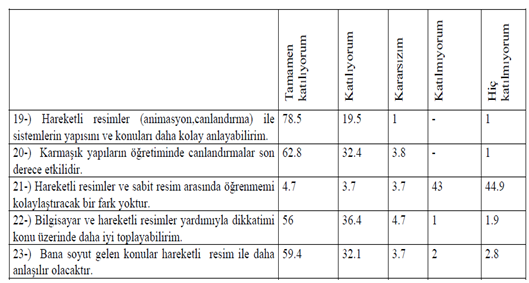 Tamamen katılıyorum
Katılıyorum
Kararsızım
Katılmıyorum
Hiç katılmıyorum
19-) Hareketli resimler (animasyon,canlandırma) ile 78.5 19.5 1 - 1
sistemlerin yapısını ve konuları daha kolay anlayabilirim.
20-) Karmaşık yapıların öğretiminde canlandırmalar son 62.8 32.4 3.8 - 1
derece etkilidir.
21-) Hareketli resimler ve sabit resim arasında öğrenmemi 4.7 3.7 3.7 43 44.9
kolaylaştıracak bir fark yoktur.
22-) Bilgisayar ve hareketli resimler yardımıyla dikkatimi 56 36.4 4.7 1 1.9
konu üzerinde daha iyi toplayabilirim.
23-) Bana soyut gelen konular hareketli resim ile daha 59.4 32.1 3.7 2 2.8
anlaşılır olacaktır.